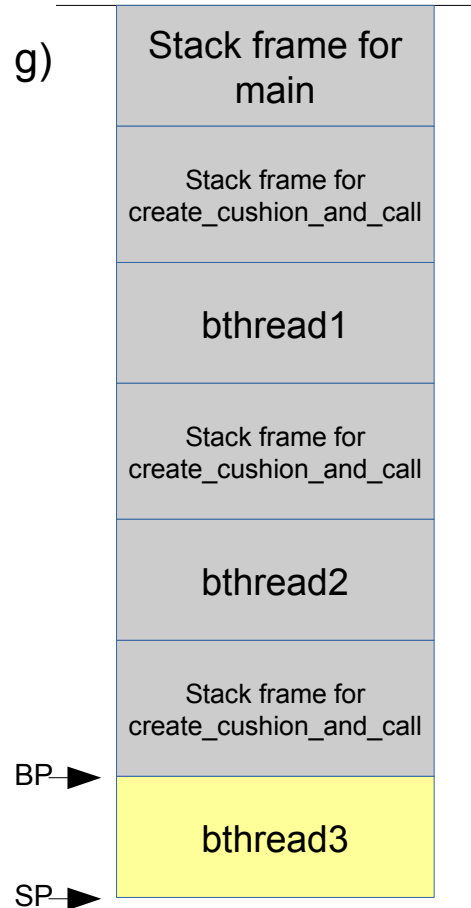 g)
Stack frame for
main
Stack frame for
create_cushion_and_call
bthread1
Stack frame for
create_cushion_and_call
bthread2
Stack frame for
create_cushion_and_call
BP
bthread3
SP